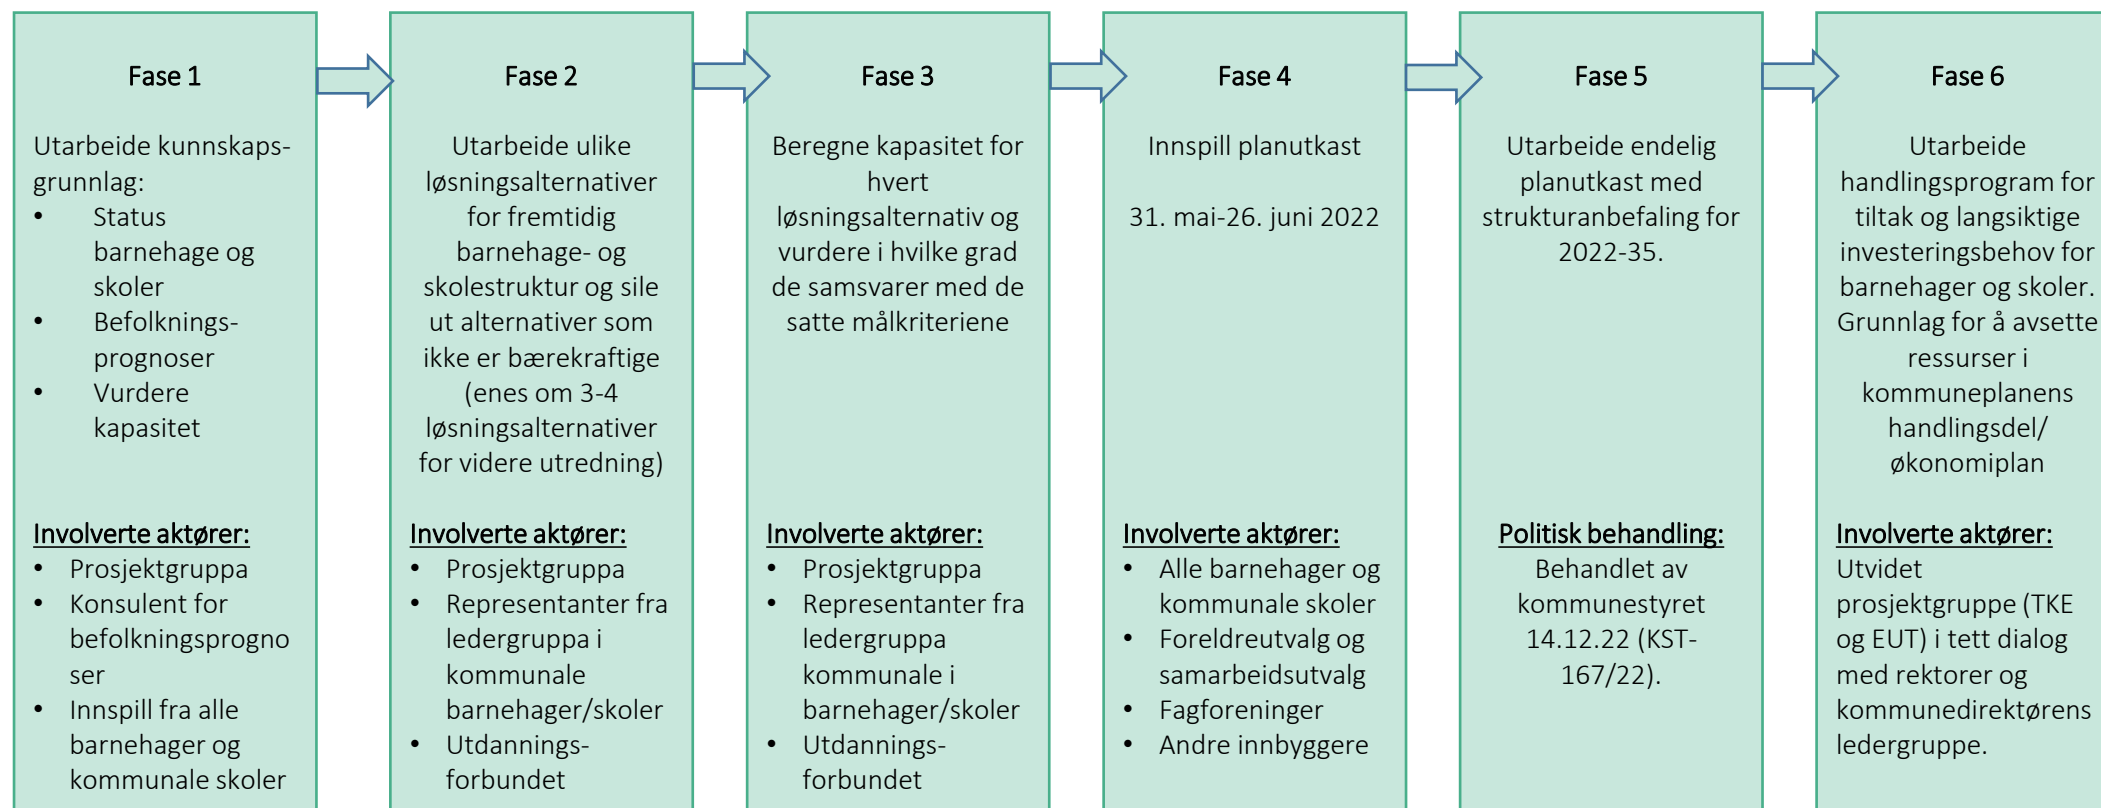 Fase 1
Utarbeide kunnskaps-
grunnlag:
• Status
barnehage og
skoler
• Befolknings-
prognoser
• Vurdere
kapasitet
Involverte aktører:
• Prosjektgruppa
• Konsulent for
befolkningsprogno
ser
• Innspill fra alle
barnehager og
kommunale skoler
Fase 2
Utarbeide ulike
løsningsalternativer
for fremtidig
barnehage- og
skolestruktur og sile
ut alternativer som
ikke er bærekraftige
(enes om 3-4
løsningsalternativer
for videre utredning)
Involverte aktører:
• Prosjektgruppa
• Representanter fra
ledergruppa i
kommunale
barnehager/skoler
• Utdannings-
forbundet
Fase 3
Beregne kapasitet for
hvert
løsningsalternativ og
vurdere i hvilke grad
de samsvarer med de
satte målkriteriene
Involverte aktører:
• Prosjektgruppa
• Representanter fra
ledergruppa
kommunale i
barnehager/skoler
• Utdannings-
forbundet
Fase 4
Innspill planutkast
31. mai-26. juni 2022
Involverte aktører:
• Alle barnehager og
kommunale skoler
• Foreldreutvalg og
samarbeidsutvalg
• Fagforeninger
• Andre innbyggere
Fase 5
Utarbeide endelig
planutkast med
strukturanbefaling for
2022-35.
Politisk behandling:
Behandlet av
kommunestyret
14.12.22 (KST-
167/22).
Fase 6
Utarbeide
handlingsprogram for
tiltak og langsiktige
investeringsbehov for
barnehager og skoler.
Grunnlag for å avsette
ressurser i
kommuneplanens
handlingsdel/
økonomiplan
Involverte aktører:
Utvidet
prosjektgruppe (TKE
og EUT) i tett dialog
med rektorer og
kommunedirektørens
ledergruppe.